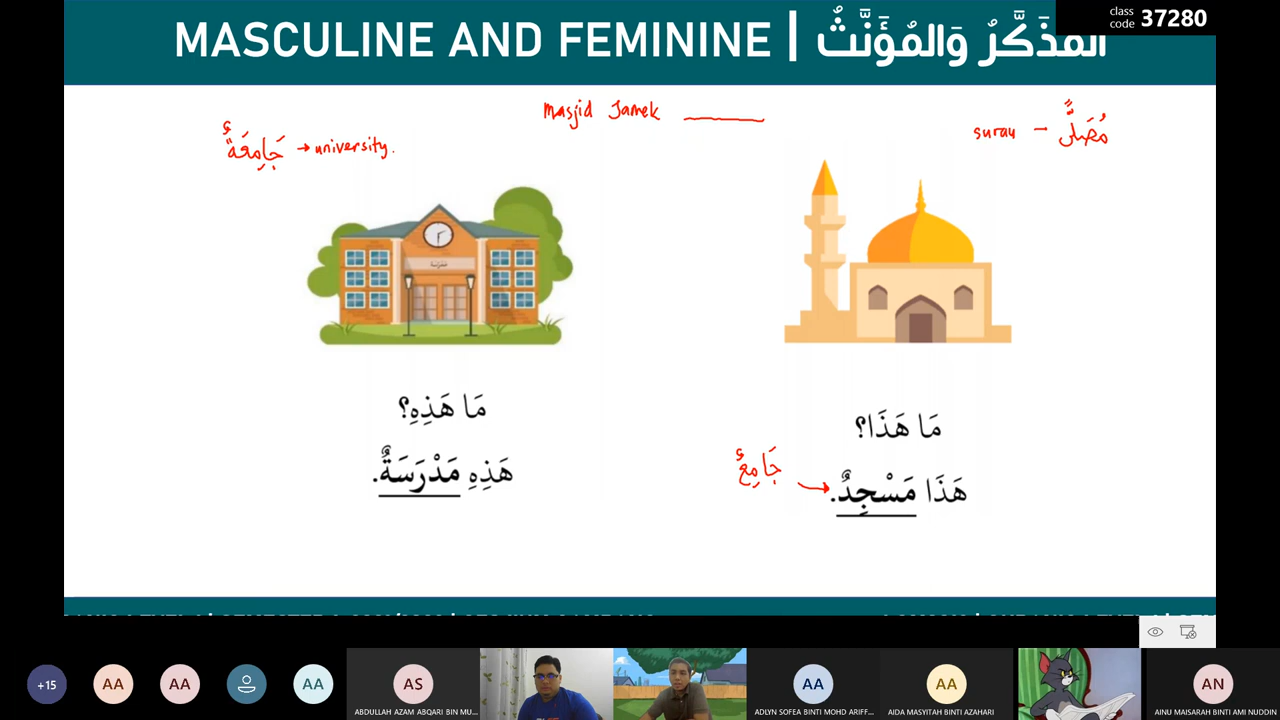 class code 37280
MASCULINE AND FEMININE | المُذَكَّرُ وَالمُؤَنَّثُ
masjid Jamek
surau - مُصَلًّى
جَامِعَةٌ → university.
مَا هَذِهِ؟
هَذِهِ مَدْرَسَةٌ.
مَا هَذَا؟
جَامِعٌ
هَذَا مَسْجِدٌ.
+15
AA
AA
AA
AS
ABDULLAH AZAM ABQARI BIN MU...
AA
ADLYN SOFEA BINTI MOHD ARIFF...
AA
AIDA MASYITAH BINTI AZAHARI
AN
AINU MAISARAH BINTI AMI NUDDIN